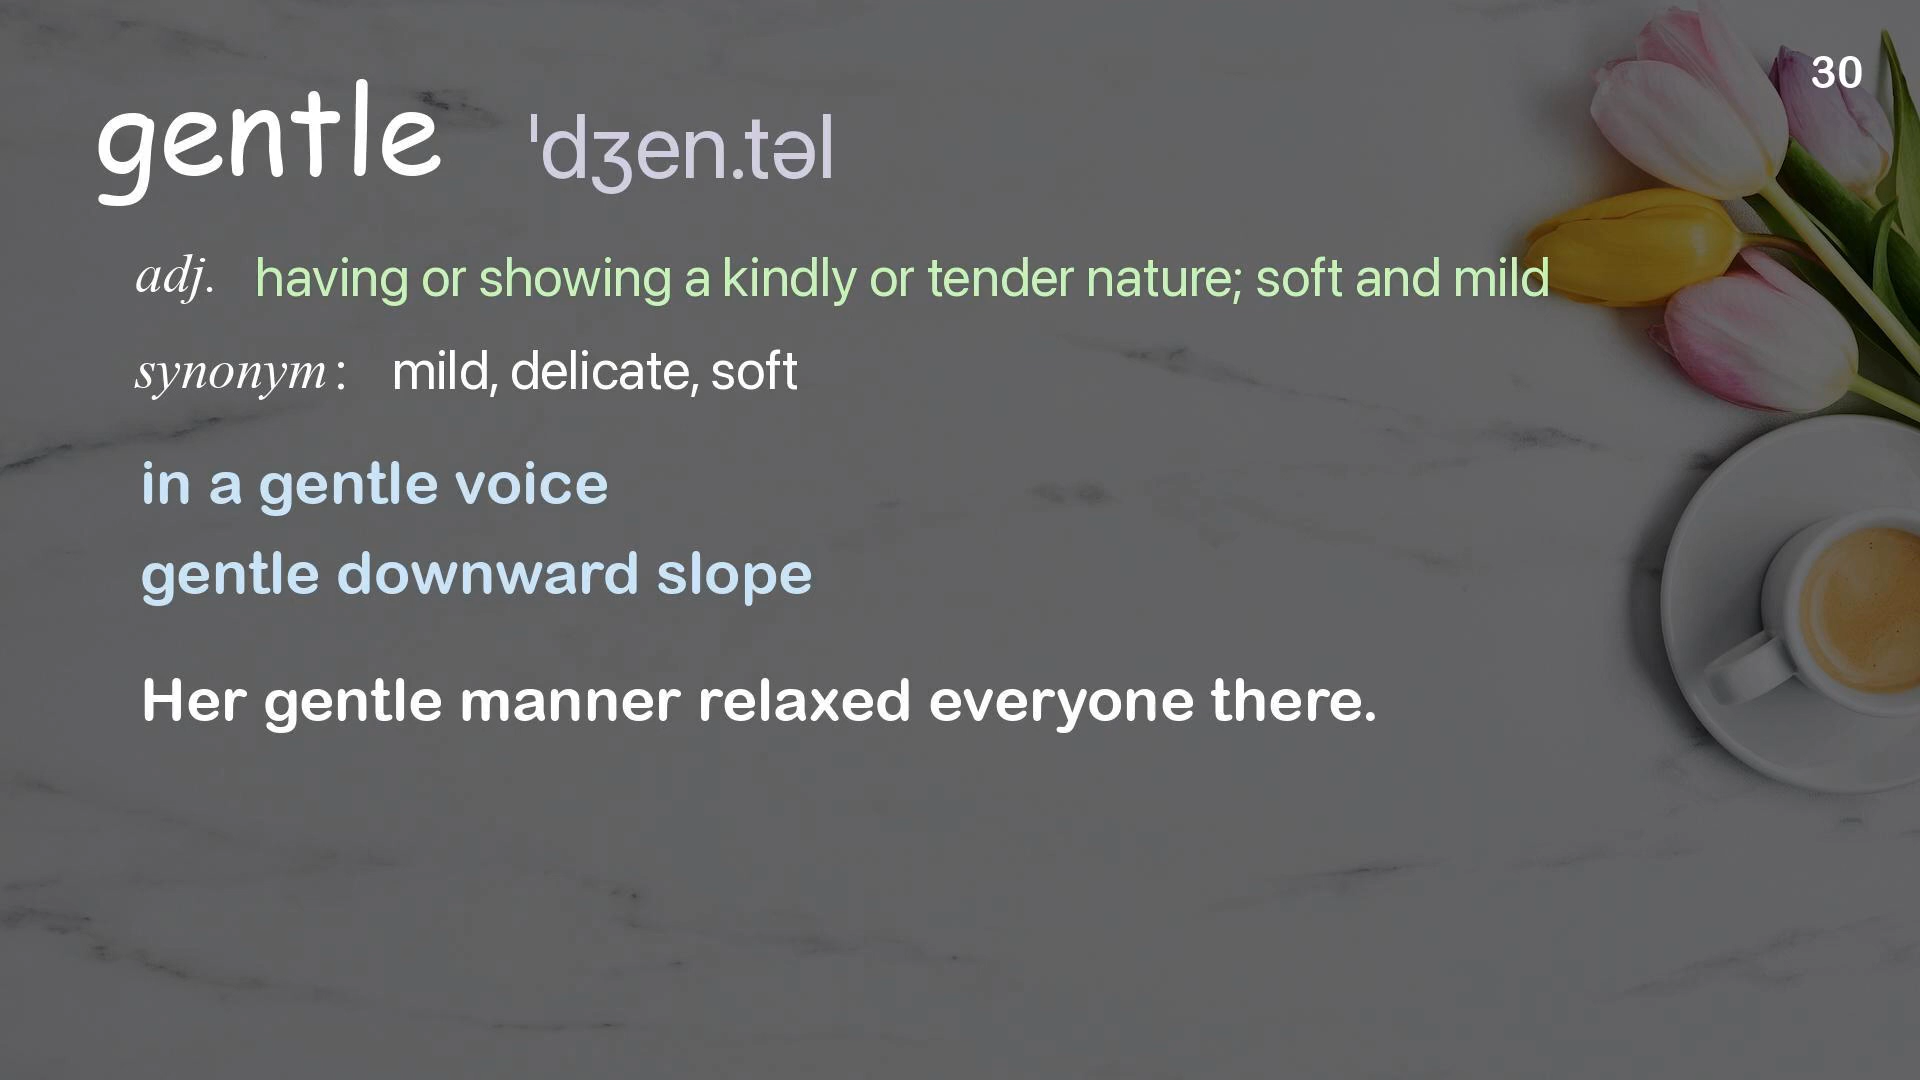 30
gentle ˈdʒen.təl
adj. having or showing a kindly or tender nature; soft and mild
synonym: mild, delicate, soft
in a gentle voice
gentle downward slope
Her gentle manner relaxed everyone there.